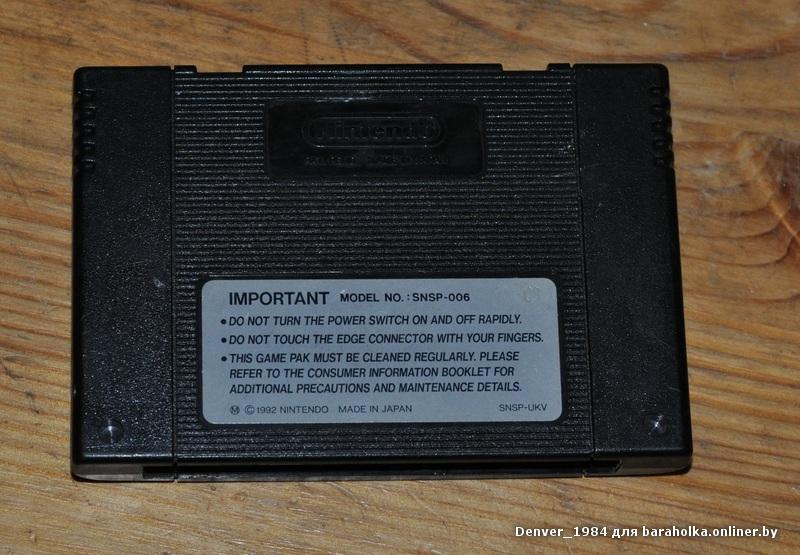 Nintendo
IMPORTANT MODEL NO.: SNSP-006
• DO NOT TURN THE POWER SWITCH ON AND OFF RAPIDLY.
• DO NOT TOUCH THE EDGE CONNECTOR WITH YOUR FINGERS.
• THIS GAME PAK MUST BE CLEANED REGULARLY. PLEASE
REFER TO THE CONSUMER INFORMATION BOOKLET FOR
ADDITIONAL PRECAUTIONS AND MAINTENANCE DETAILS.
Ⓜ ©1992 NINTENDO MADE IN JAPAN SNSP-UKV
Denver_1984 для baraholka.onliner.by